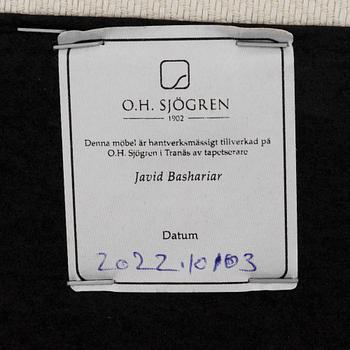 O.H. SJÖGREN
1902
Denna möbel är hantverksmässigt tillverkad på
O.H. Sjögren i Tranås av tapetserare
Javid Bashariar
Datum
2022.10/03